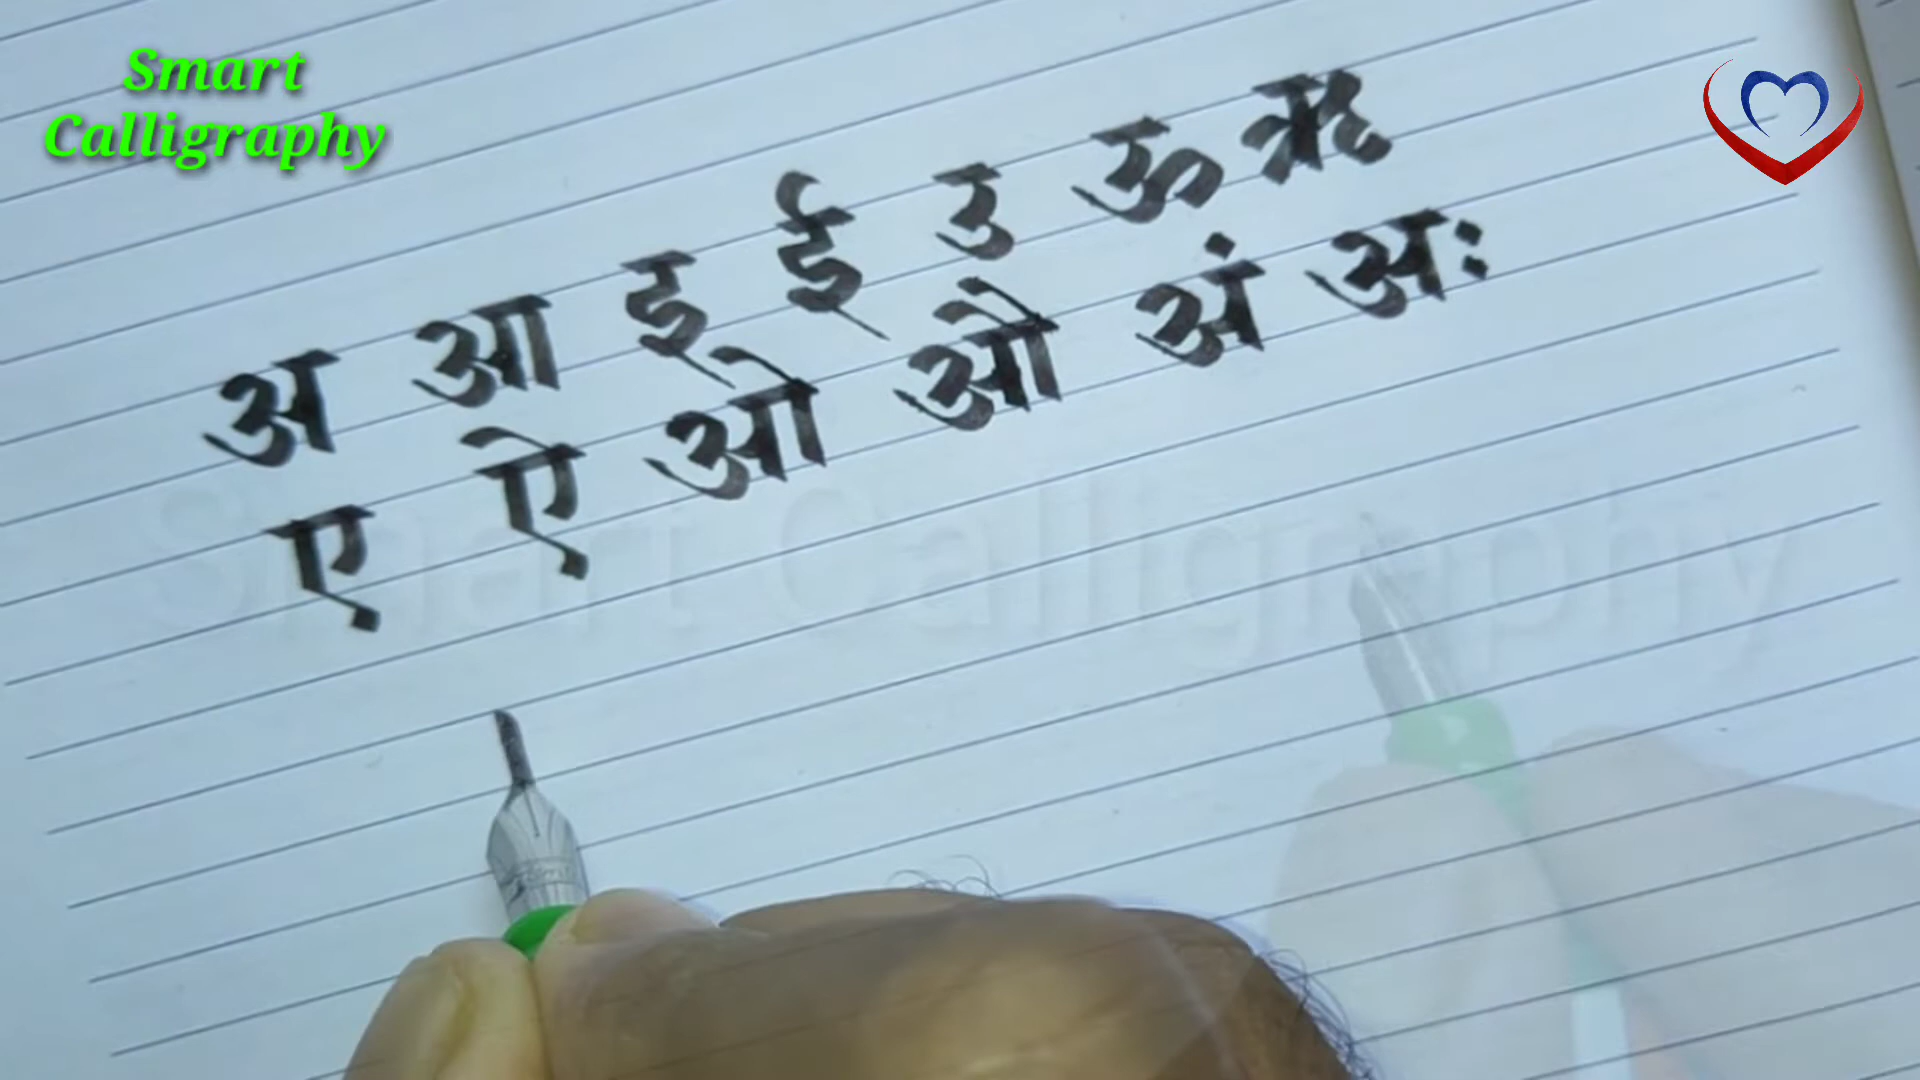 Smart
Calligraphy
अ आ इ ई उ ऊ ऋ
ए ऐ ओ औ अं अः
Smart Calligraphy